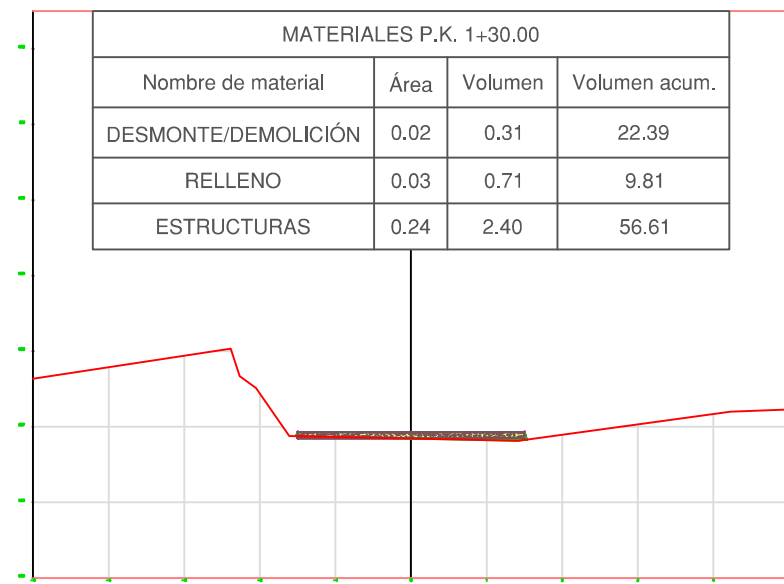 MATERIALES P.K. 1+30.00
Nombre de material Área Volumen Volumen acum.
DESMONTE/DEMOLICIÓN 0.02 0.31 22.39
RELLENO 0.03 0.71 9.81
ESTRUCTURAS 0.24 2.40 56.61